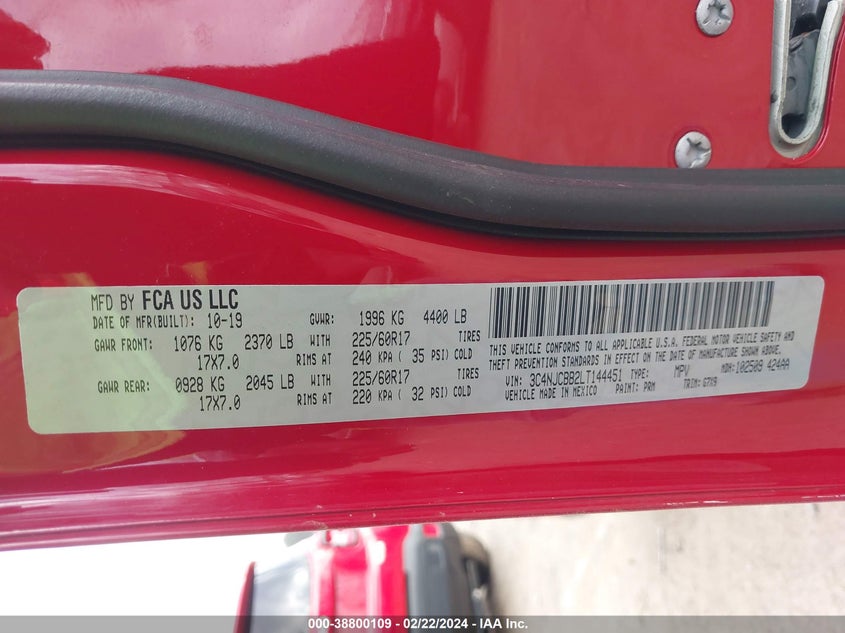 MFD BY FCA US LLC
DATE OF MFR(BUILT): 10-19 GVWR: 1996 KG 4400 LB
GAWR FRONT: 1076 KG 2370 LB WITH 225/60R17 TIRES
17X7.0 RIMS AT 240 KPA ( 35 PSI) COLD
GAWR REAR: 0928 KG 2045 LB WITH 225/60R17 TIRES
17X7.0 RIMS AT 220 KPA ( 32 PSI) COLD
THIS VEHICLE CONFORMS TO ALL APPLICABLE U.S.A. FEDERAL MOTOR VEHICLE SAFETY AND
THEFT PREVENTION STANDARDS IN EFFECT ON THE DATE OF MANUFACTURE SHOWN ABOVE.
VIN: 3C4NJCBB2LT144451 TYPE: MPV MDH: 102509 424AA
VEHICLE MADE IN MEXICO PAINT: PRM TRIM: G7X9
000-38800109 - 02/22/2024 - IAA Inc.